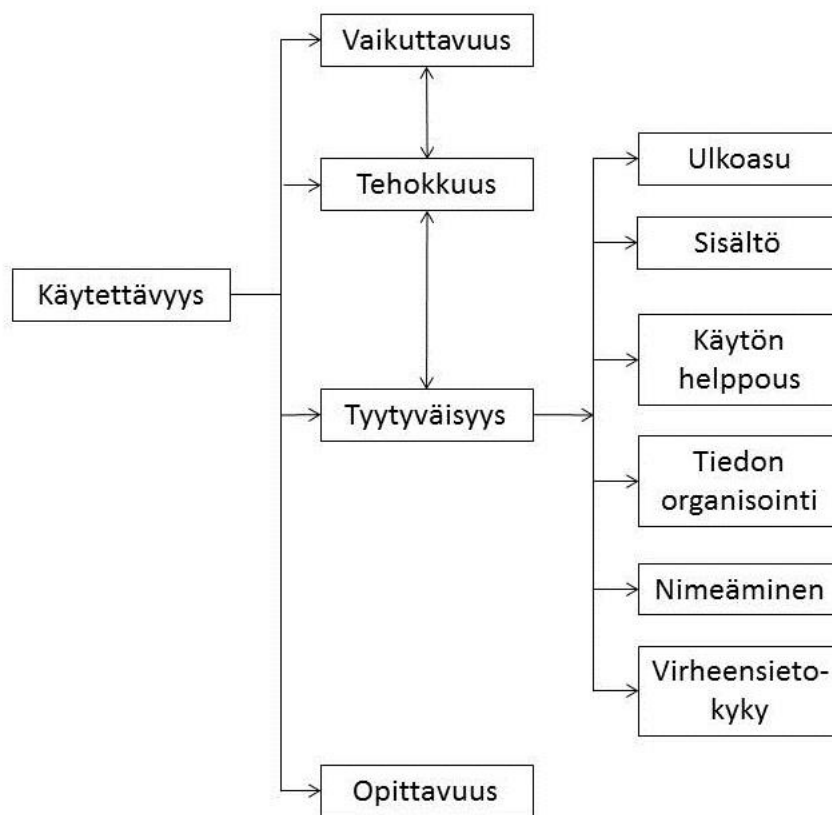 Käytettävyys
Vaikuttavuus
Tehokkuus
Tyytyväisyys
Opittavuus
Ulkoasu
Sisältö
Käytön
helppous
Tiedon
organisointi
Nimeäminen
Virheensieto-
kyky